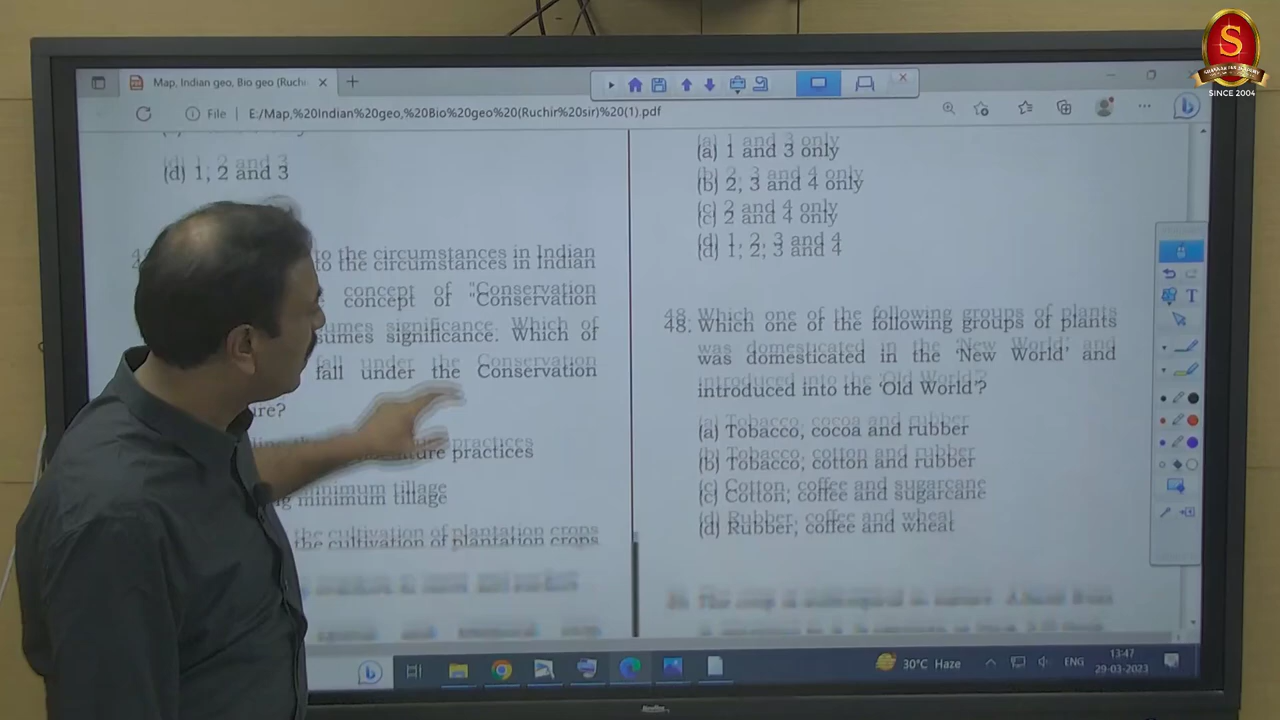 S
SHANKAR IAS ACADEMY
SINCE 2004
Map, Indian geo, Bio geo (Ruchi
File
E:/Map,%20Indian%20geo,%20Bio%20geo%20(Ruchir%20sir)%20(1).pdf
(d) 1, 2 and 3
to the circumstances in Indian
concept of "Conservation
sumes significance. Which of
fall under the Conservation
ure?
practices
minimum tillage
the cultivation of plantation crops
(a) 1 and 3 only
(b) 2, 3 and 4 only
(c) 2 and 4 only
(d) 1, 2, 3 and 4
48. Which one of the following groups of plants
was domesticated in the 'New World' and
introduced into the 'Old World'?
(a) Tobacco, cocoa and rubber
(b) Tobacco, cotton and rubber
(c) Cotton, coffee and sugarcane
(d) Rubber, coffee and wheat
T
30°C Haze
ENG
13:47
29-03-2023